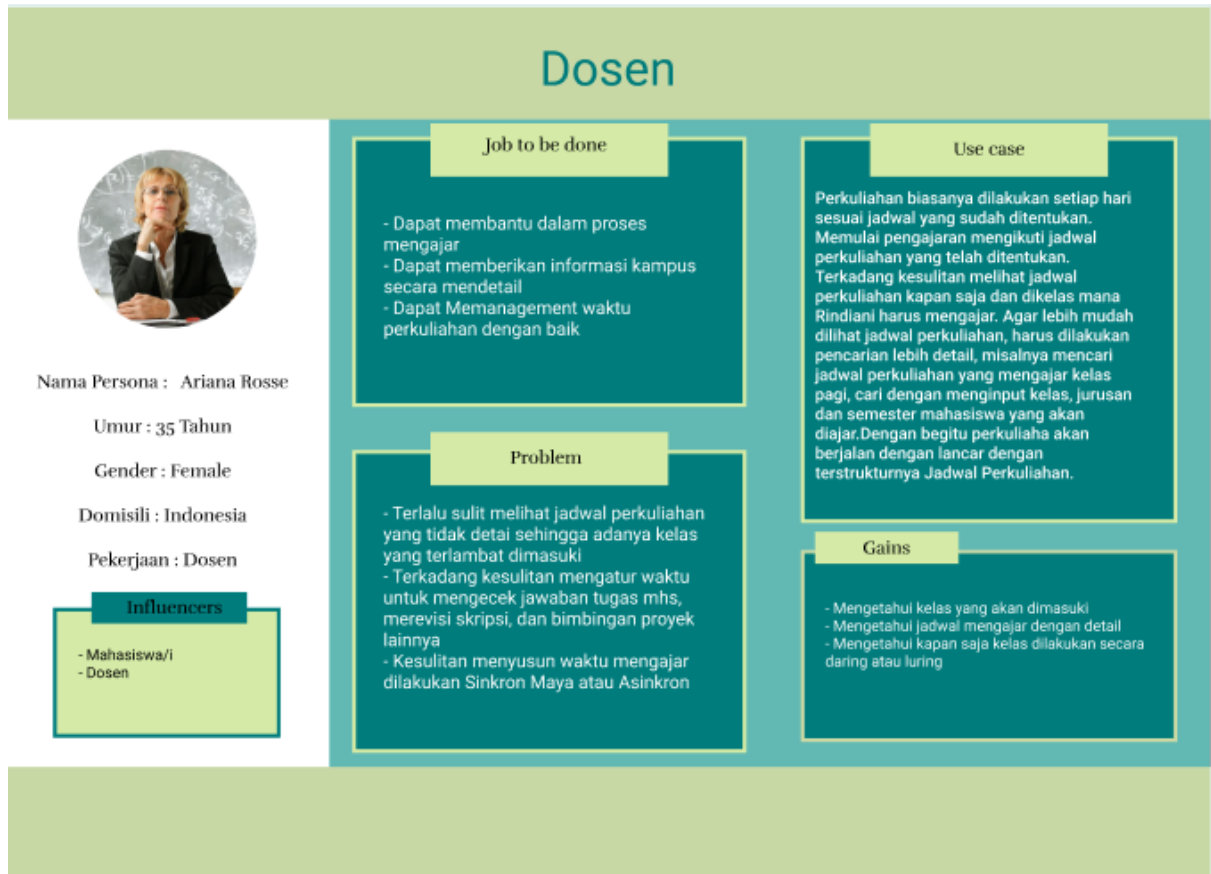 Dosen
Nama Persona :   Ariana Rosse
Umur : 35 Tahun
Gender : Female
Domisili : Indonesia
Pekerjaan : Dosen
Influencers
- Mahasiswa/i
- Dosen
Job to be done
- Dapat membantu dalam proses
mengajar
- Dapat memberikan informasi kampus
secara mendetail
- Dapat Memanagement waktu
perkuliahan dengan baik
Problem
- Terlalu sulit melihat jadwal perkuliahan
yang tidak detai sehingga adanya kelas
yang terlambat dimasuki
- Terkadang kesulitan mengatur waktu
untuk mengecek jawaban tugas mhs,
merevisi skripsi, dan bimbingan proyek
lainnya
- Kesulitan menyusun waktu mengajar
dilakukan Sinkron Maya atau Asinkron
Use case
Perkuliahan biasanya dilakukan setiap hari
sesuai jadwal yang sudah ditentukan.
Memulai pengajaran mengikuti jadwal
perkuliahan yang telah ditentukan.
Terkadang kesulitan melihat jadwal
perkuliahan kapan saja dan dikelas mana
Rindiani harus mengajar. Agar lebih mudah
dilihat jadwal perkuliahan, harus dilakukan
pencarian lebih detail, misalnya mencari
jadwal perkuliahan yang mengajar kelas
pagi, cari dengan menginput kelas, jurusan
dan semester mahasiswa yang akan
diajar.Dengan begitu perkuliaha akan
berjalan dengan lancar dengan
terstrukturnya Jadwal Perkuliahan.
Gains
- Mengetahui kelas yang akan dimasuki
- Mengetahui jadwal mengajar dengan detail
- Mengetahui kapan saja kelas dilakukan secara
daring atau luring